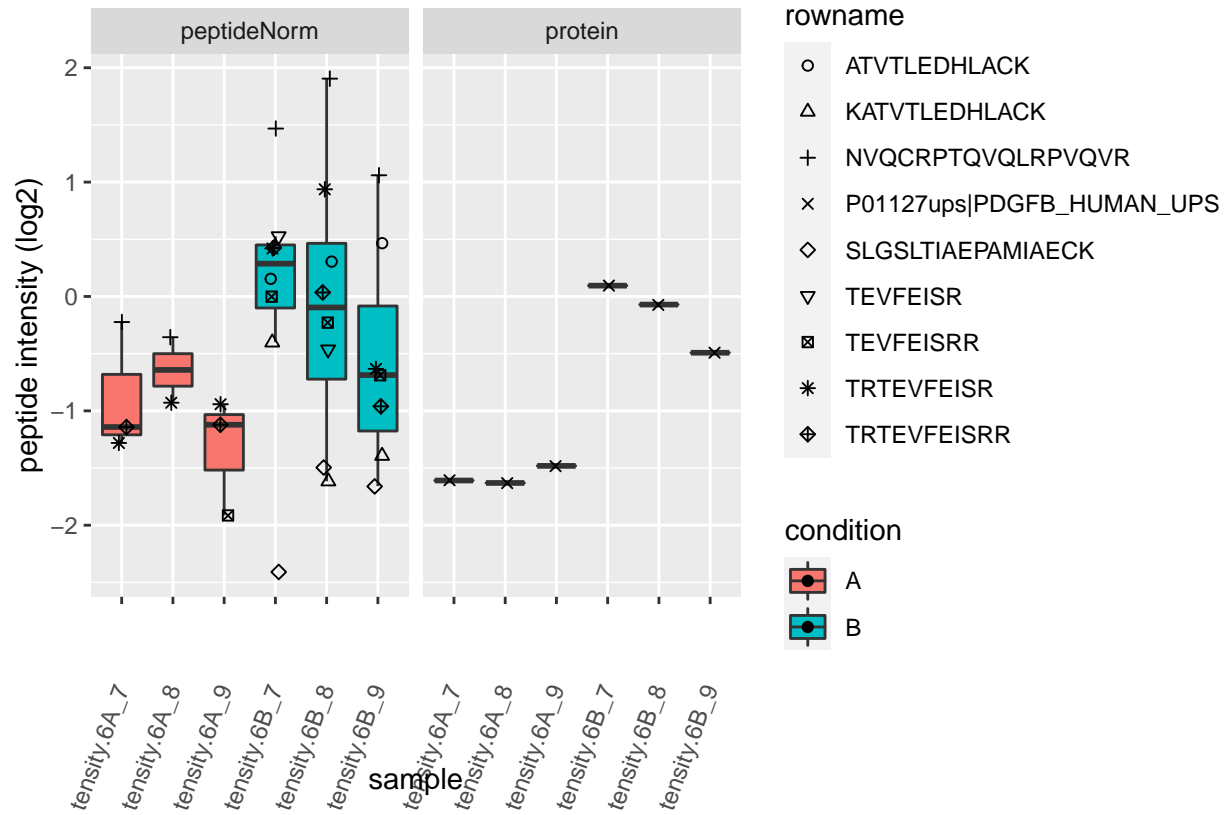 peptideNorm
protein
peptide intensity (log2)
2
1
0
−1
−2
tensity.6A_7
tensity.6A_8
tensity.6A_9
tensity.6B_7
tensity.6B_8
tensity.6B_9
tensity.6A_7
tensity.6A_8
tensity.6A_9
tensity.6B_7
tensity.6B_8
tensity.6B_9
sample
rowname
ATVTLEDHLACK
KATVTLEDHLACK
NVQCRPTQVQLRPVQVR
P01127ups|PDGFB_HUMAN_UPS
SLGSLTIAEPAMIAECK
TEVFEISR
TEVFEISRR
TRTEVFEISR
TRTEVFEISRR
condition
A
B